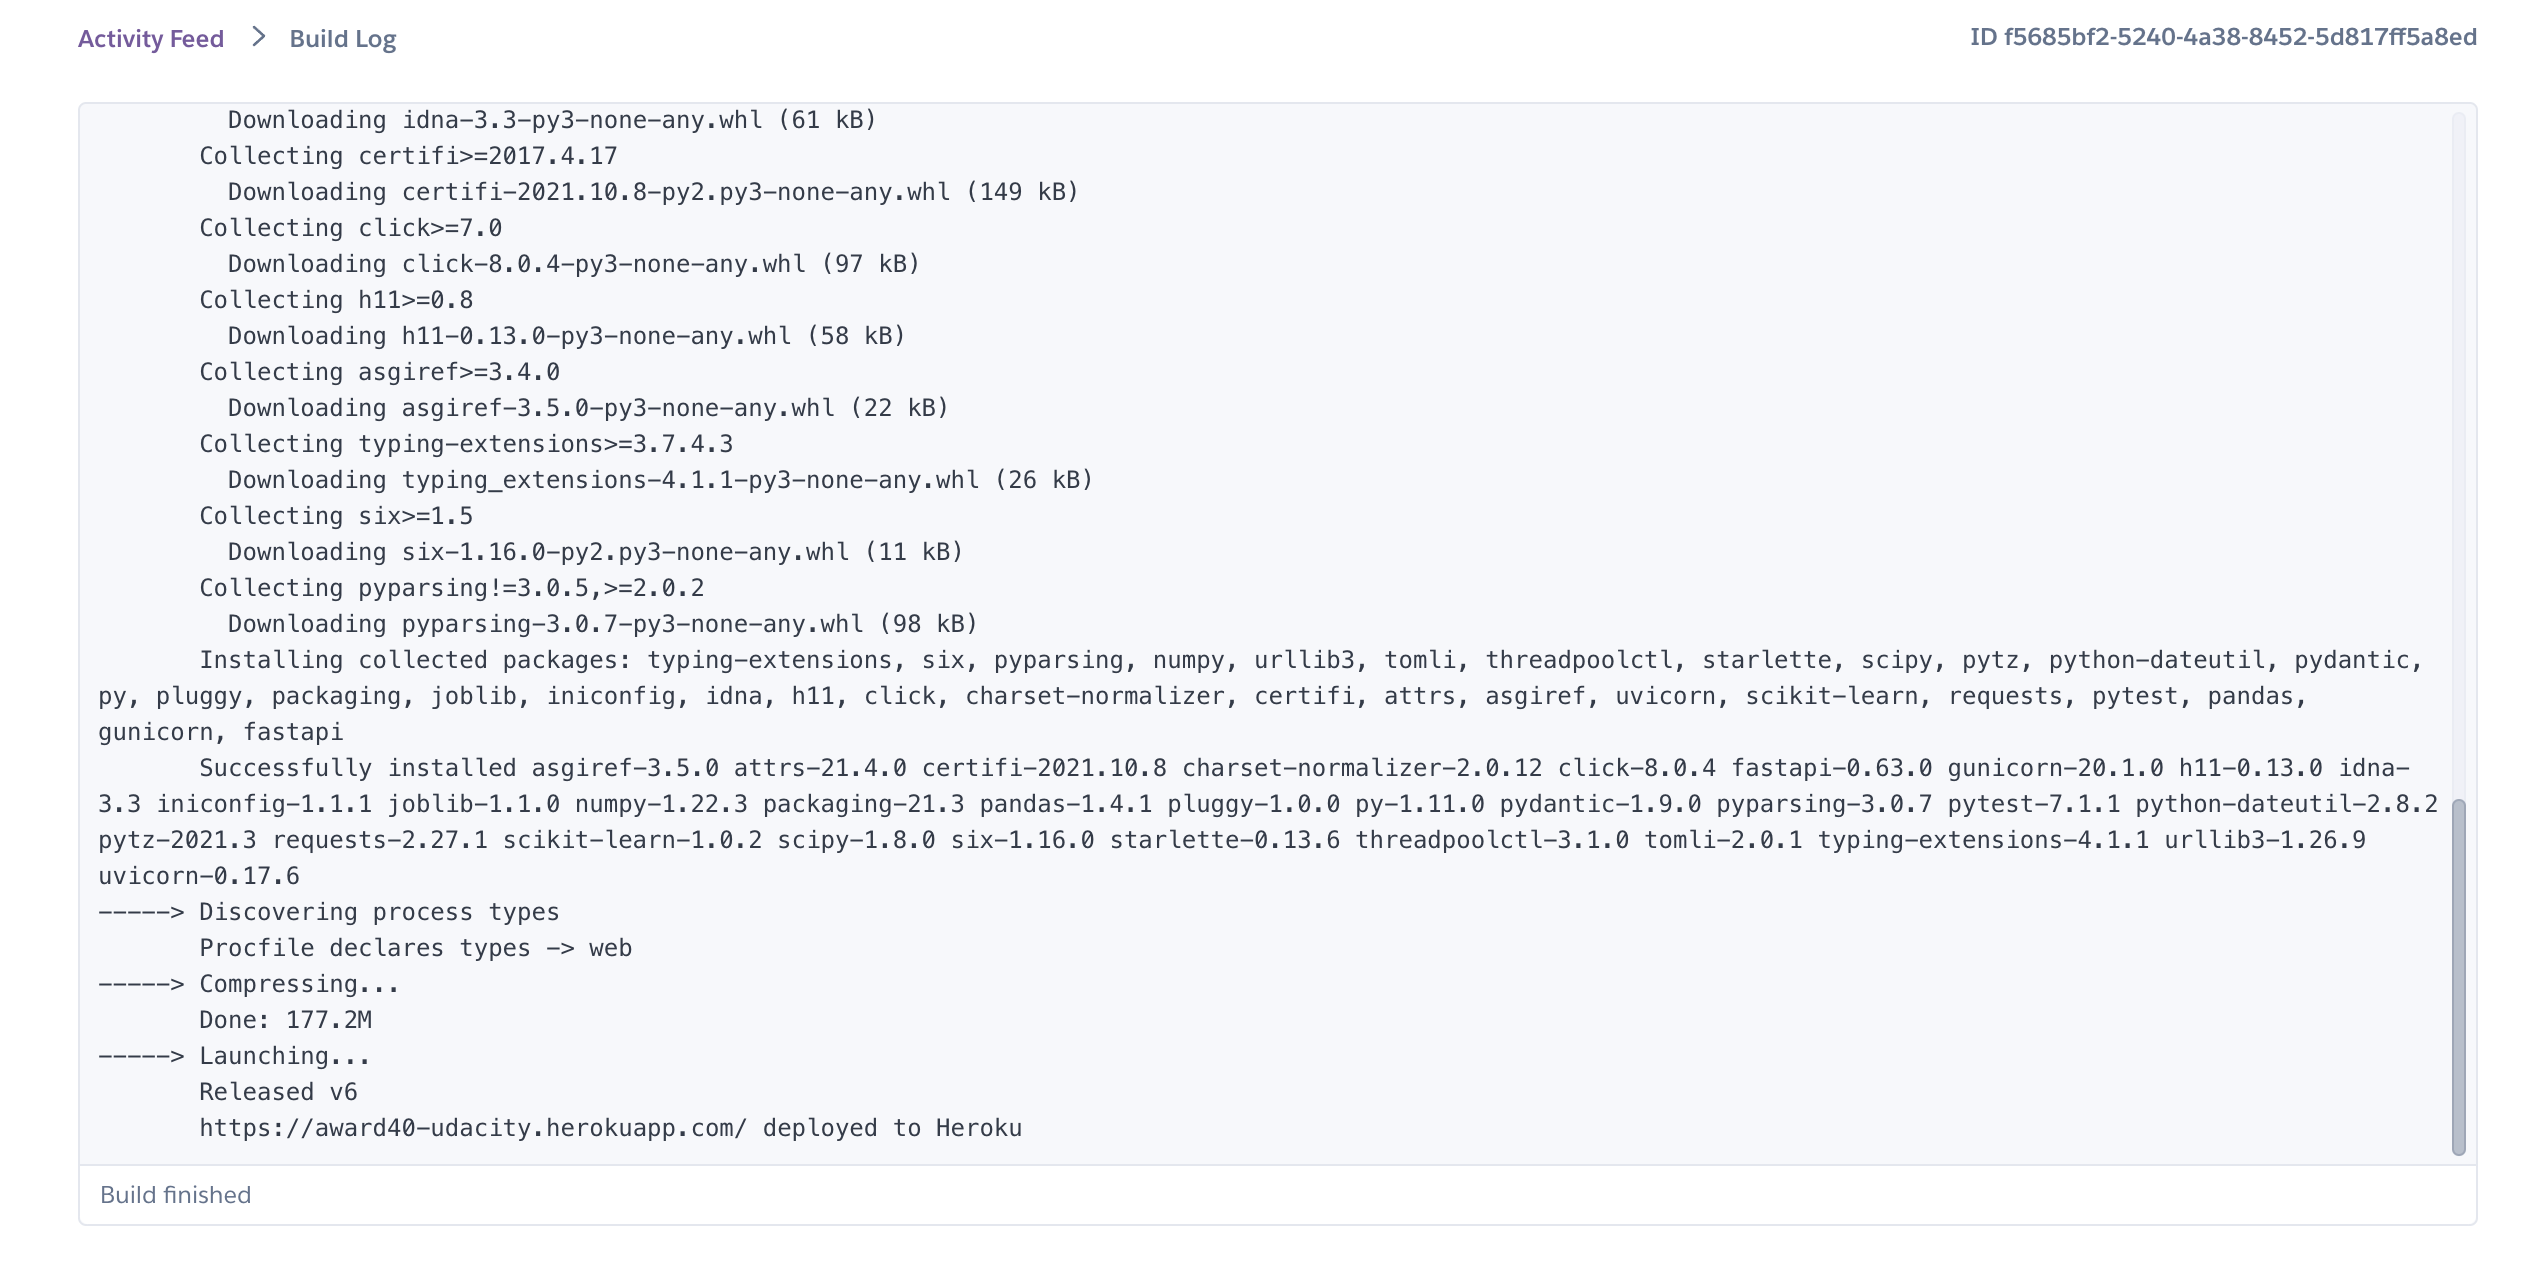 Activity Feed > Build Log
ID f5685bf2-5240-4a38-8452-5d817ff5a8ed
Downloading idna-3.3-py3-none-any.whl (61 kB)
Collecting certifi>=2017.4.17
Downloading certifi-2021.10.8-py2.py3-none-any.whl (149 kB)
Collecting click>=7.0
Downloading click-8.0.4-py3-none-any.whl (97 kB)
Collecting h11>=0.8
Downloading h11-0.13.0-py3-none-any.whl (58 kB)
Collecting asgiref>=3.4.0
Downloading asgiref-3.5.0-py3-none-any.whl (22 kB)
Collecting typing-extensions>=3.7.4.3
Downloading typing_extensions-4.1.1-py3-none-any.whl (26 kB)
Collecting six>=1.5
Downloading six-1.16.0-py2.py3-none-any.whl (11 kB)
Collecting pyparsing!=3.0.5,>=2.0.2
Downloading pyparsing-3.0.7-py3-none-any.whl (98 kB)
Installing collected packages: typing-extensions, six, pyparsing, numpy, urllib3, tomli, threadpoolctl, starlette, scipy, pytz, python-dateutil, pydantic,
py, pluggy, packaging, joblib, iniconfig, idna, h11, click, charset-normalizer, certifi, attrs, asgiref, uvicorn, scikit-learn, requests, pytest, pandas,
gunicorn, fastapi
Successfully installed asgiref-3.5.0 attrs-21.4.0 certifi-2021.10.8 charset-normalizer-2.0.12 click-8.0.4 fastapi-0.63.0 gunicorn-20.1.0 h11-0.13.0 idna-
3.3 iniconfig-1.1.1 joblib-1.1.0 numpy-1.22.3 packaging-21.3 pandas-1.4.1 pluggy-1.0.0 py-1.11.0 pydantic-1.9.0 pyparsing-3.0.7 pytest-7.1.1 python-dateutil-2.8.2
pytz-2021.3 requests-2.27.1 scikit-learn-1.0.2 scipy-1.8.0 six-1.16.0 starlette-0.13.6 threadpoolctl-3.1.0 tomli-2.0.1 typing-extensions-4.1.1 urllib3-1.26.9
uvicorn-0.17.6
-----> Discovering process types
Procfile declares types -> web
-----> Compressing...
Done: 177.2M
-----> Launching...
Released v6
https://award40-udacity.herokuapp.com/ deployed to Heroku
Build finished